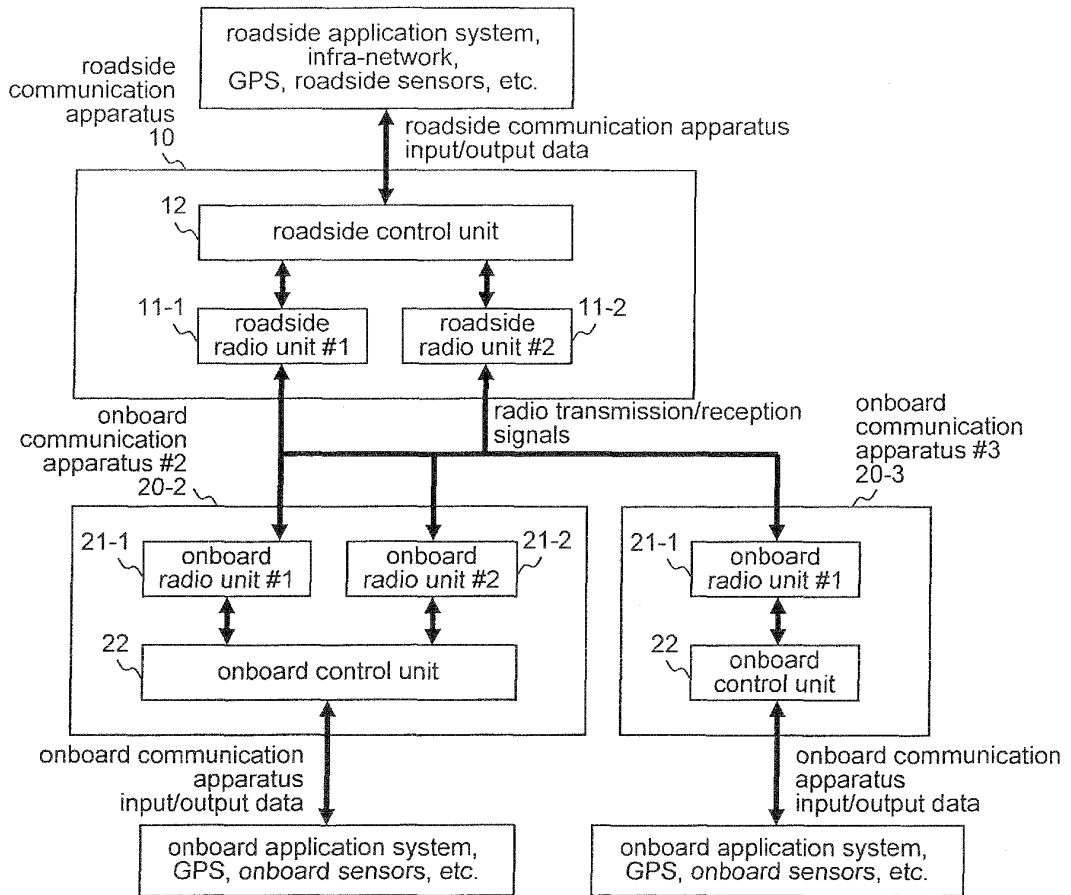 roadside application system,
infra-network,
GPS, roadside sensors, etc.
roadside
communication
apparatus
10
roadside communication apparatus
input/output data
12
roadside control unit
11-1
roadside
radio unit #1
roadside
radio unit #2
11-2
onboard
communication
apparatus #2
20-2
radio transmission/reception
signals
onboard
communication
apparatus #3
20-3
21-1
onboard
radio unit #1
onboard
radio unit #2
21-2
21-1
onboard
radio unit #1
22
onboard control unit
22
onboard
control unit
onboard communication
apparatus
input/output data
onboard communication
apparatus
input/output data
onboard application system,
GPS, onboard sensors, etc.
onboard application system,
GPS, onboard sensors, etc.